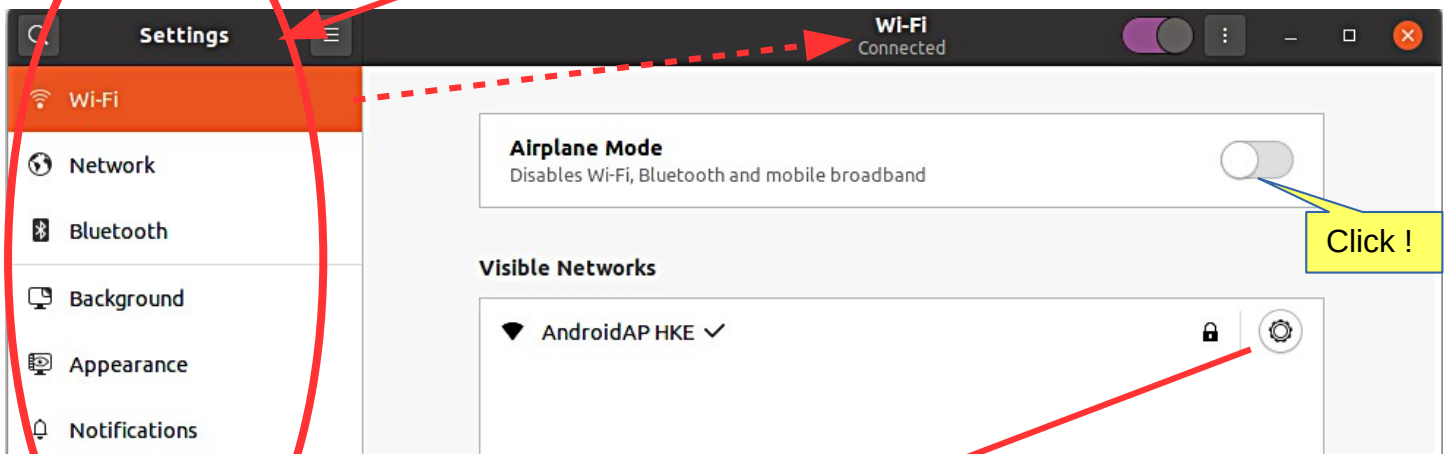 Settings
Wi-Fi
Connected
Wi-Fi
Network
Bluetooth
Background
Appearance
Notifications
Airplane Mode
Disables Wi-Fi, Bluetooth and mobile broadband
Click !
Visible Networks
AndroidAP HKE